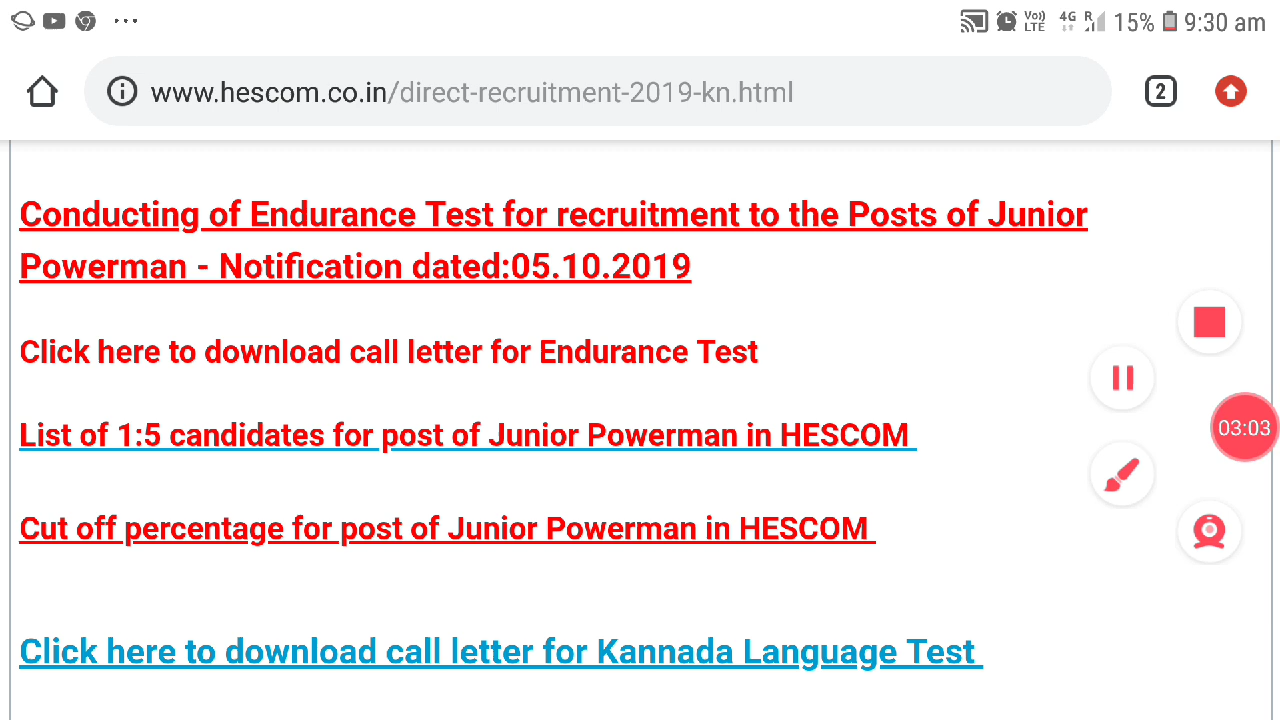 Vo)) 4G R 15% 9:30 am
LTE
www.hescom.co.in/direct-recruitment-2019-kn.html 2
Conducting of Endurance Test for recruitment to the Posts of Junior
Powerman - Notification dated:05.10.2019
Click here to download call letter for Endurance Test
List of 1:5 candidates for post of Junior Powerman in HESCOM
03:03
Cut off percentage for post of Junior Powerman in HESCOM
Click here to download call letter for Kannada Language Test